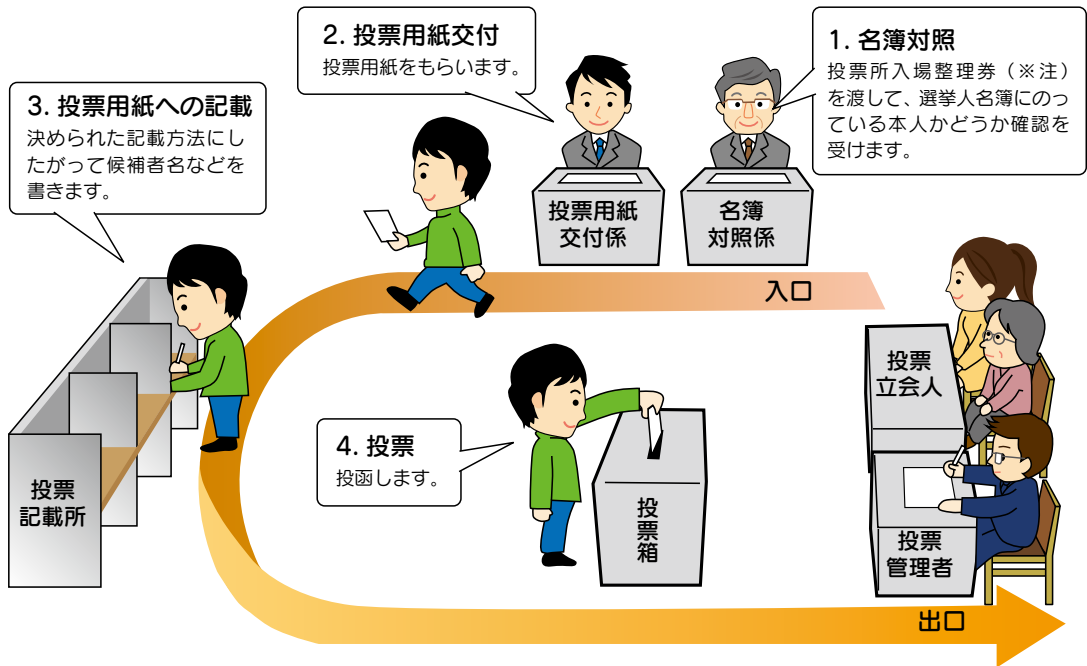 1. 名簿対照
投票所入場整理券（※注）
を渡して、選挙人名簿にのっ
ている本人かどうか確認を
受けます。
2. 投票用紙交付
投票用紙をもらいます。
3. 投票用紙への記載
決められた記載方法にし
たがって候補者名などを
書きます。
投票用紙
交付係
名簿
対照係
入口
投票
立会人
4. 投票
投函します。
投票
記載所
投票箱
投票
管理者
出口